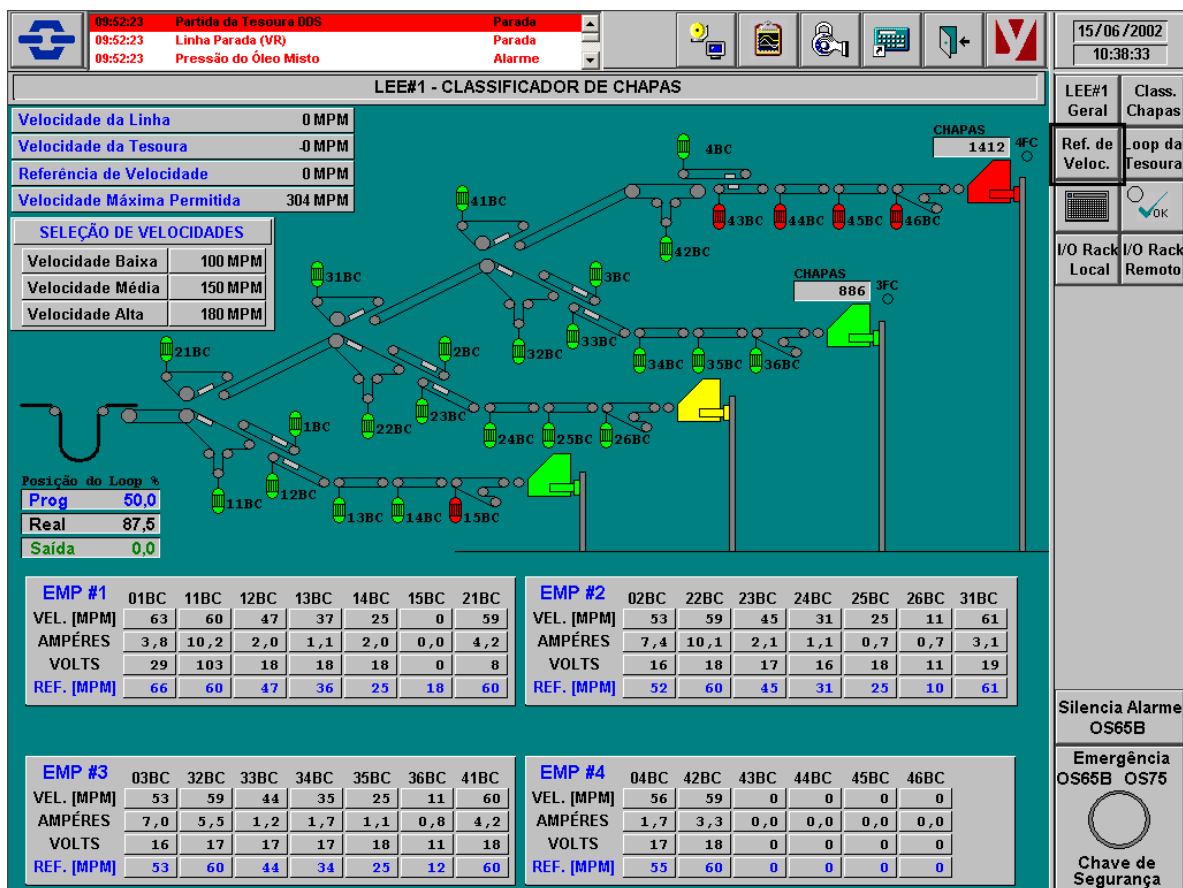 09:52:23 Partida da Tesoura DDS Parada
09:52:23 Linha Parada (VR) Parada
09:52:23 Pressão do Óleo Misto Alarme
15/06/2002
10:38:33
LEE#1 - CLASSIFICADOR DE CHAPAS
LEE#1 Geral
Class. Chapas
Ref. de Veloc.
Loop da Tesoura
OK
I/O Rack Local
I/O Rack Remoto
Velocidade da Linha 0 MPM
Velocidade da Tesoura -0 MPM
Referência de Velocidade 0 MPM
Velocidade Máxima Permitida 304 MPM
SELEÇÃO DE VELOCIDADES
Velocidade Baixa 100 MPM
Velocidade Média 150 MPM
Velocidade Alta 180 MPM
CHAPAS
1412 4FC
4BC
41BC
43BC 44BC 45BC 46BC
42BC
CHAPAS
886 3FC
31BC
3BC
33BC
32BC
34BC 35BC 36BC
21BC
2BC
23BC
22BC
24BC 25BC 26BC
1BC
12BC
11BC
13BC 14BC 15BC
Posição do Loop %
Prog 50,0
Real 87,5
Saída 0,0
EMP #1 01BC 11BC 12BC 13BC 14BC 15BC 21BC
VEL. [MPM] 63 60 47 37 25 0 59
AMPÉRES 3,8 10,2 2,0 1,1 2,0 0,0 4,2
VOLTS 29 103 18 18 18 0 8
REF. [MPM] 66 60 47 36 25 18 60
EMP #2 02BC 22BC 23BC 24BC 25BC 26BC 31BC
VEL. [MPM] 53 59 45 31 25 11 61
AMPÉRES 7,4 10,1 2,1 1,1 0,7 0,7 3,1
VOLTS 16 18 17 16 18 11 19
REF. [MPM] 52 60 45 31 25 10 61
EMP #3 03BC 32BC 33BC 34BC 35BC 36BC 41BC
VEL. [MPM] 53 59 44 35 25 11 60
AMPÉRES 7,0 5,5 1,2 1,7 1,1 0,8 4,2
VOLTS 16 17 17 17 18 11 18
REF. [MPM] 53 60 44 34 25 12 60
EMP #4 04BC 42BC 43BC 44BC 45BC 46BC
VEL. [MPM] 56 59 0 0 0 0
AMPÉRES 1,7 3,3 0,0 0,0 0,0 0,0
VOLTS 17 18 0 0 0 0
REF. [MPM] 55 60 0 0 0 0
Silencia Alarme
OS65B
Emergência
OS65B OS75
Chave de
Segurança